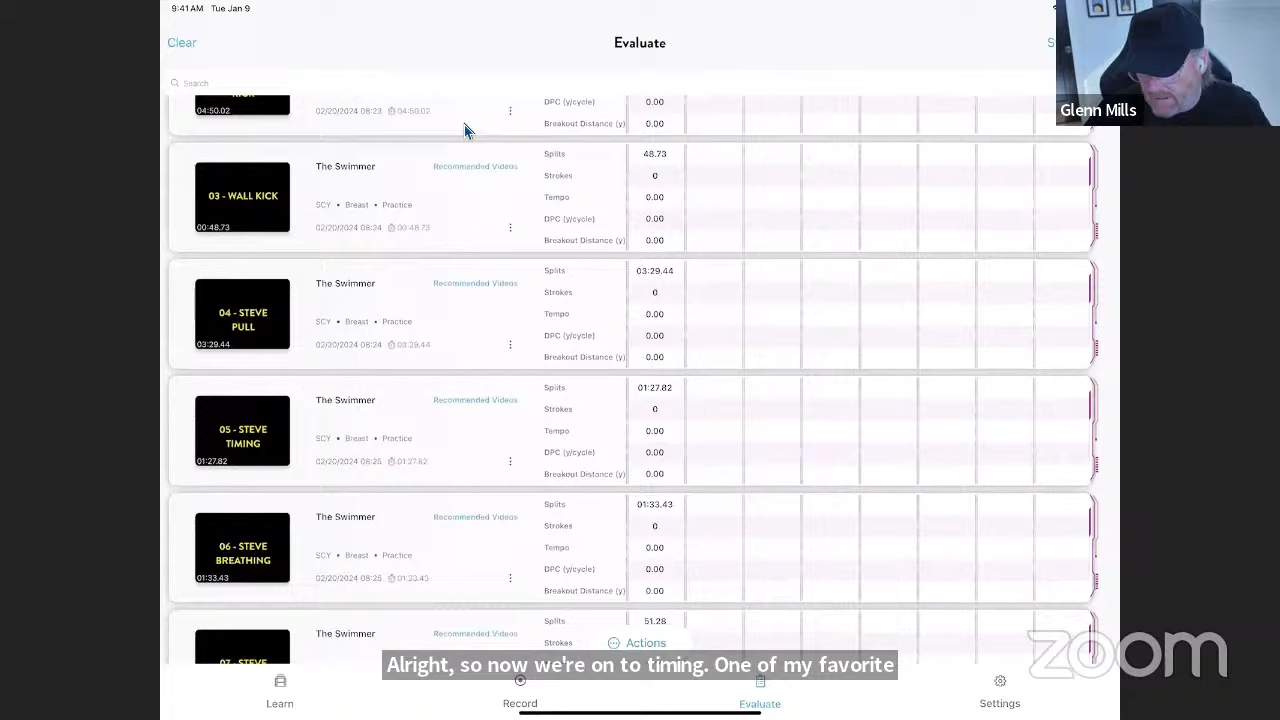 9:41 AM Tue Jan 9
Clear
Evaluate
Search
Glenn Mills
KICK
04:50.02
02/20/2024 08:23
04:50.02
DPC (y/cycle)
0.00
Breakout Distance (y)
0.00
03 - WALL KICK
00:48.73
The Swimmer
Recommended Videos
SCY • Breast • Practice
02/20/2024 08:24
00:48.73
Splits
48.73
Strokes
0
Tempo
0.00
DPC (y/cycle)
0.00
Breakout Distance (y)
0.00
04 - STEVE
PULL
03:29.44
The Swimmer
Recommended Videos
SCY • Breast • Practice
02/20/2024 08:24
03:29.44
Splits
03:29.44
Strokes
0
Tempo
0.00
DPC (y/cycle)
0.00
Breakout Distance (y)
0.00
05 - STEVE
TIMING
01:27.82
The Swimmer
Recommended Videos
SCY • Breast • Practice
02/20/2024 08:25
01:27.82
Splits
01:27.82
Strokes
0
Tempo
0.00
DPC (y/cycle)
0.00
Breakout Distance (y)
0.00
06 - STEVE
BREATHING
01:33.43
The Swimmer
Recommended Videos
SCY • Breast • Practice
02/20/2024 08:25
01:33.43
Splits
01:33.43
Strokes
0
Tempo
0.00
DPC (y/cycle)
0.00
Breakout Distance (y)
0.00
07 - STEVE
The Swimmer
Recommended Videos
Splits
51.28
Strokes
Actions
Alright, so now we're on to timing. One of my favorite
zoom
Learn
Record
Evaluate
Settings